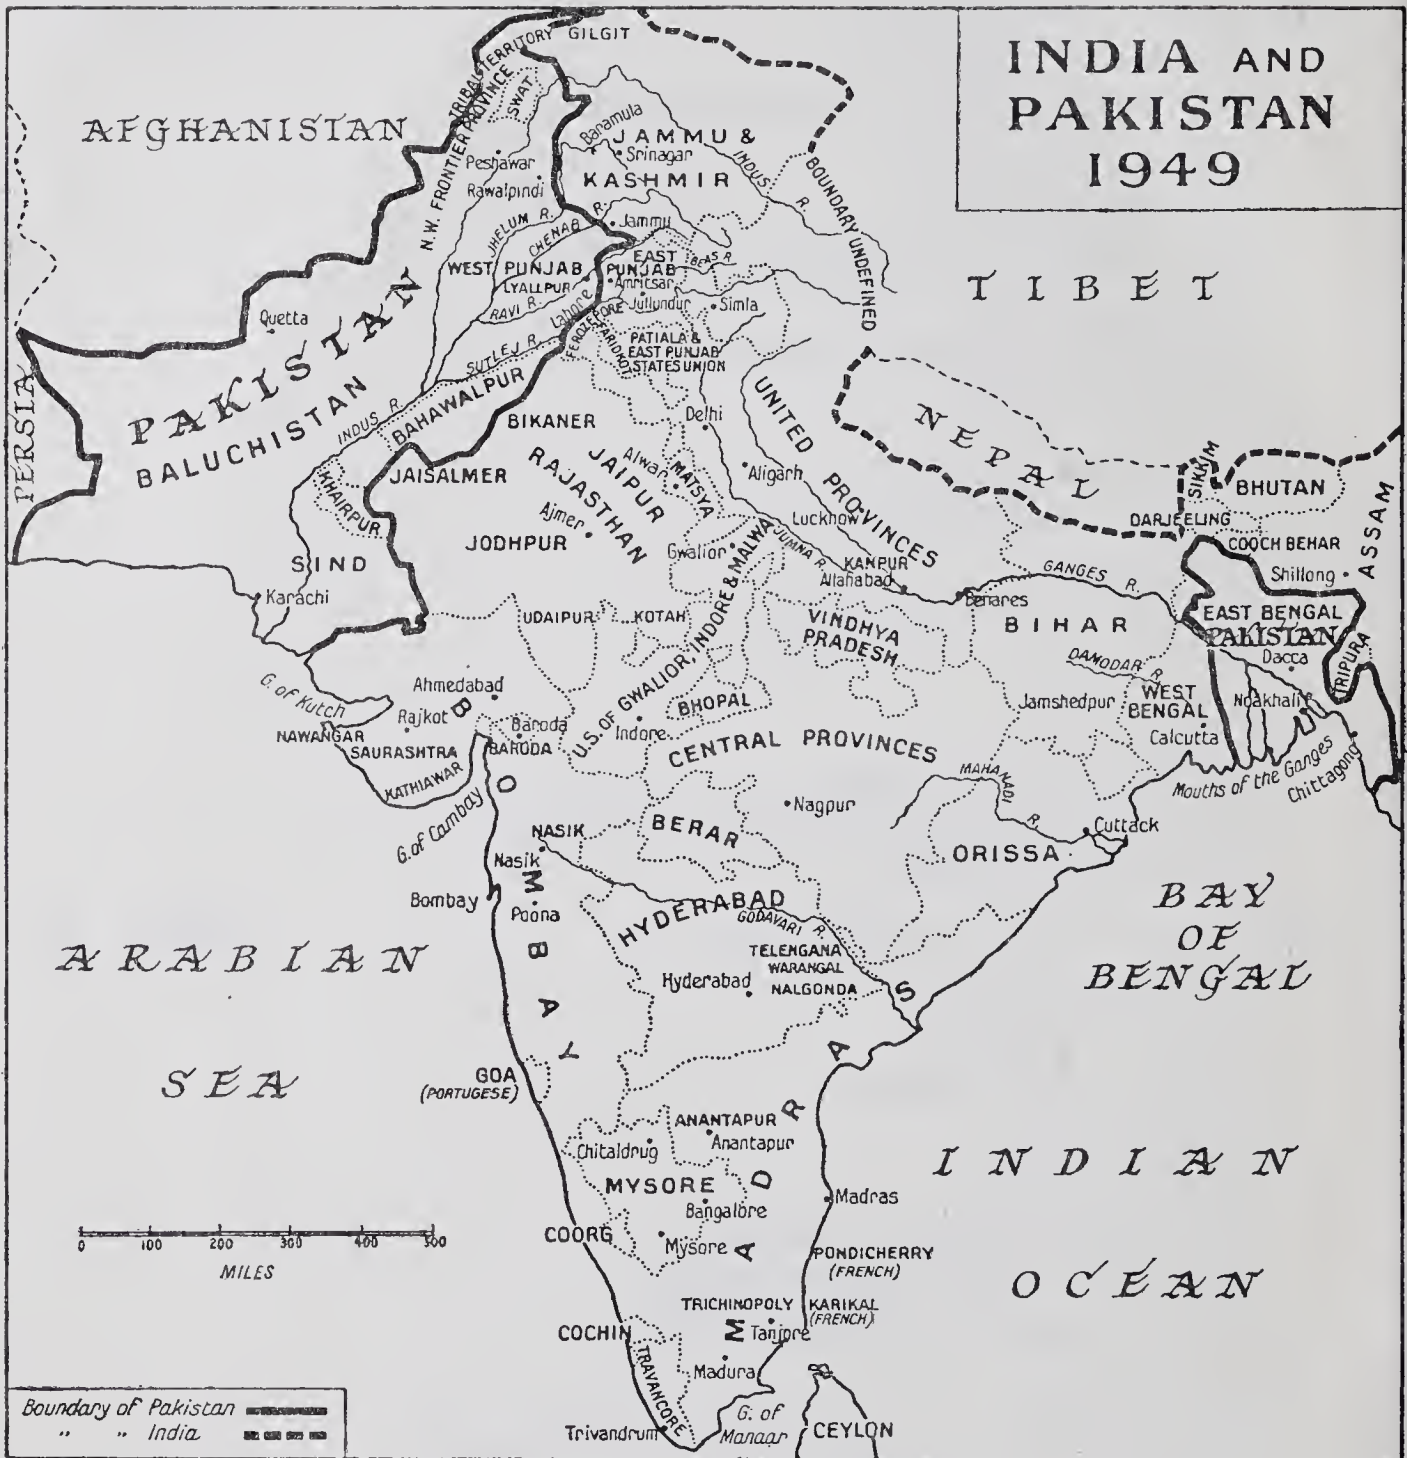 INDIA AND
PAKISTAN
1949
AFGHANISTAN
TRIBAL TERRITORY
GILGIT
N.W. FRONTIER PROVINCE
SWAT
Peshawar
Rawalpindi
Baramula
JAMMU &
Srinagar
KASHMIR
INDUS R.
BOUNDARY UNDEFINED
Jammu
JHELUM R.
CHENAB R.
WEST PUNJAB
LYALLPUR
RAVI R.
Lahore
EAST
PUNJAB
BEAS R.
Amritsar
Jullundur
Simla
FEROZEPORE
FARIDKOT
PATIALA &
EAST PUNJAB
STATES UNION
TIBET
Quetta
PAKISTAN
BALUCHISTAN
PERSIA
SUTLEJ R.
INDUS R.
BAHAWALPUR
BIKANER
Delhi
UNITED PROVINCES
NEPAL
SIKKIM
BHUTAN
DARJEELING
COOCH BEHAR
ASSAM
Shillong
KHAIRPUR
JAISALMER
JAIPUR
RAJASTHAN
Alwar
MATSYA
Aligarh
Ajmer
JODHPUR
Lucknow
Gwalior
JUMNA R.
KANPUR
Allahabad
Benares
GANGES R.
SIND
Karachi
UDAIPUR
KOTAH
U.S. OF GWALIOR, INDORE & MALWA
VINDHYA
PRADESH
BIHAR
DAMODAR R.
EAST BENGAL
PAKISTAN
Dacca
TRIPURA
G. of Kutch
Ahmedabad
NAWANGAR
Rajkot
SAURASHTRA
KATHIAWAR
Baroda
BARODA
Indore
BHOPAL
Jamshedpur
WEST
BENGAL
Calcutta
Noakhali
Mouths of the Ganges
Chittagong
CENTRAL PROVINCES
MAHANADI R.
G. of Cambay
Nagpur
NASIK
Nasik
BERAR
Cuttack
ORISSA
Bombay
BOMBAY
Poona
HYDERABAD
GODAVARI R.
TELENGANA
WARANGAL
Hyderabad
NALGONDA
ARABIAN
SEA
BAY
OF
BENGAL
GOA
(PORTUGESE)
ANANTAPUR
Anantapur
Chitaldrug
MADRAS
MYSORE
Bangalore
Madras
COORG
Mysore
PONDICHERRY
(FRENCH)
INDIAN
OCEAN
0 100 200 300 400 500
MILES
TRICHINOPOLY
KARIKAL
(FRENCH)
COCHIN
Tanjore
TRAVANCORE
Madura
Trivandrum
G. of
Manaar
CEYLON
Boundary of Pakistan
" " India